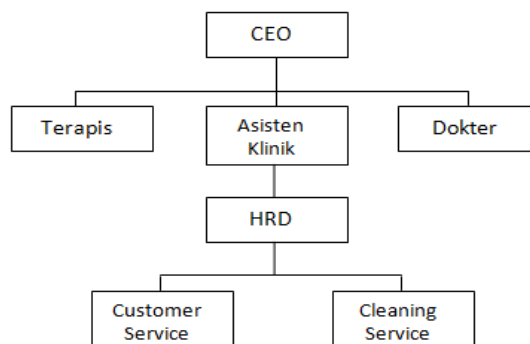 CEO
Terapis
Asisten
Klinik
Dokter
HRD
Customer
Service
Cleaning
Service